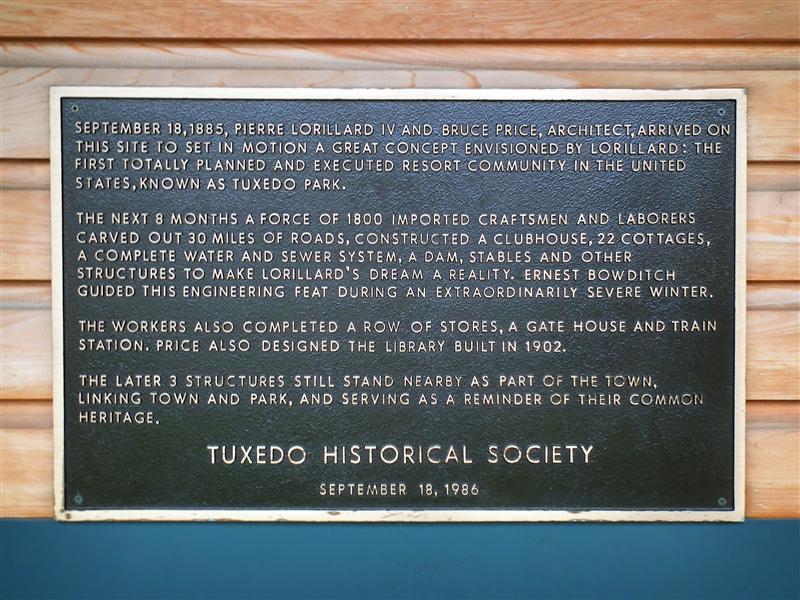 SEPTEMBER 18,1885, PIERRE LORILLARD IV AND BRUCE PRICE, ARCHITECT, ARRIVED ON
THIS SITE TO SET IN MOTION A GREAT CONCEPT ENVISIONED BY LORILLARD: THE
FIRST TOTALLY PLANNED AND EXECUTED RESORT COMMUNITY IN THE UNITED
STATES, KNOWN AS TUXEDO PARK.
THE NEXT 8 MONTHS A FORCE OF 1800 IMPORTED CRAFTSMEN AND LABORERS
CARVED OUT 30 MILES OF ROADS, CONSTRUCTED A CLUBHOUSE, 22 COTTAGES,
A COMPLETE WATER AND SEWER SYSTEM, A DAM, STABLES AND OTHER
STRUCTURES TO MAKE LORILLARD'S DREAM A REALITY. ERNEST BOWDITCH
GUIDED THIS ENGINEERING FEAT DURING AN EXTRAORDINARILY SEVERE WINTER.
THE WORKERS ALSO COMPLETED A ROW OF STORES, A GATE HOUSE AND TRAIN
STATION. PRICE ALSO DESIGNED THE LIBRARY BUILT IN 1902.
THE LATER 3 STRUCTURES STILL STAND NEARBY AS PART OF THE TOWN,
LINKING TOWN AND PARK, AND SERVING AS A REMINDER OF THEIR COMMON
HERITAGE.
TUXEDO HISTORICAL SOCIETY
SEPTEMBER 18, 1986